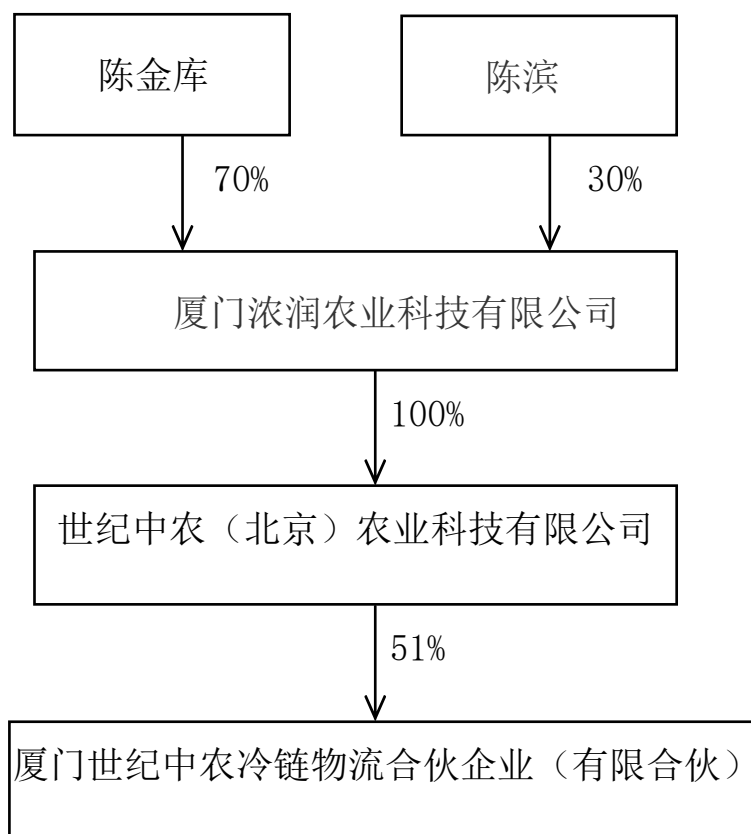 陈金库
陈滨
70%
30%
厦门浓润农业科技有限公司
100%
世纪中农（北京）农业科技有限公司
51%
厦门世纪中农冷链物流合伙企业（有限合伙）